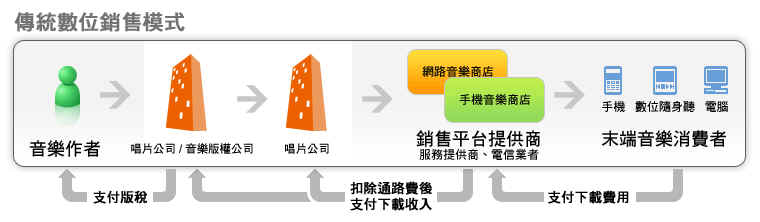 傳統數位銷售模式
網路音樂商店
手機音樂商店
手機
數位隨身聽
電腦
音樂作者
唱片公司 / 音樂版權公司
唱片公司
銷售平台提供商
服務提供商、電信業者
末端音樂消費者
支付版稅
扣除通路費後
支付下載收入
支付下載費用